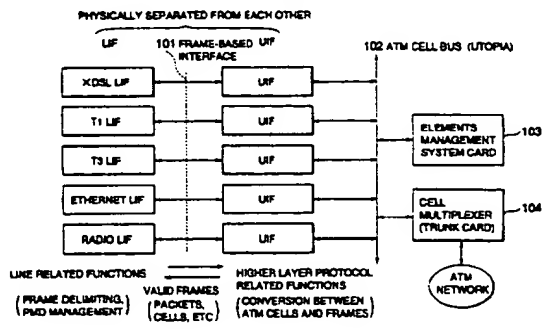 PHYSICALLY SEPARATED FROM EACH OTHER
LIF
UIF
101 FRAME-BASED
INTERFACE
102 ATM CELL BUS (UTOPIA)
XDSL LIF
UIF
T1 LIF
UIF
T3 LIF
UIF
ETHERNET LIF
UIF
RADIO LIF
UIF
ELEMENTS
MANAGEMENT
SYSTEM CARD
103
CELL
MULTIPLEXER
(TRUNK CARD)
104
ATM
NETWORK
LINE RELATED FUNCTIONS
(FRAME DELIMITING,
PMD MANAGEMENT)
VALID FRAMES
(PACKETS,
CELLS, ETC)
HIGHER LAYER PROTOCOL
RELATED FUNCTIONS
(CONVERSION BETWEEN
ATM CELLS AND FRAMES)